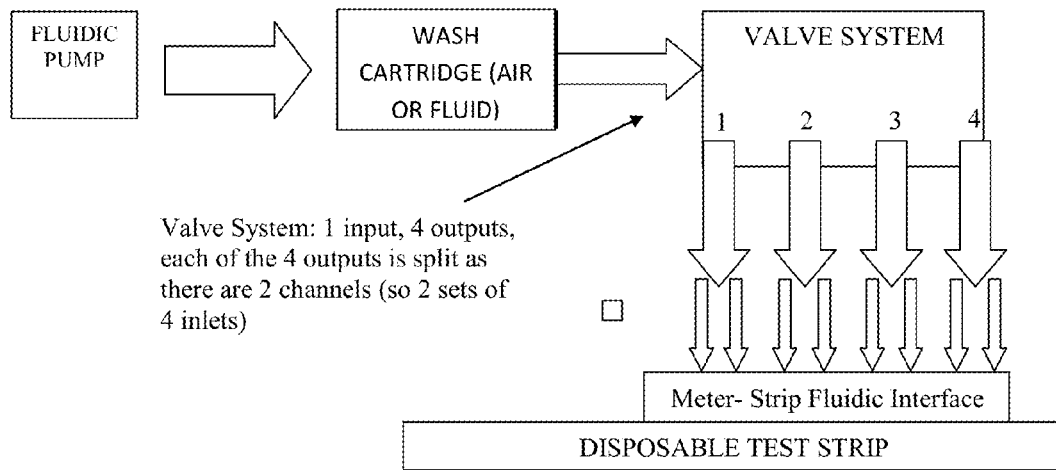 FLUIDIC
PUMP
WASH
CARTRIDGE (AIR
OR FLUID)
VALVE SYSTEM
1 2 3 4
Valve System: 1 input, 4 outputs,
each of the 4 outputs is split as
there are 2 channels (so 2 sets of
4 inlets)
Meter- Strip Fluidic Interface
DISPOSABLE TEST STRIP